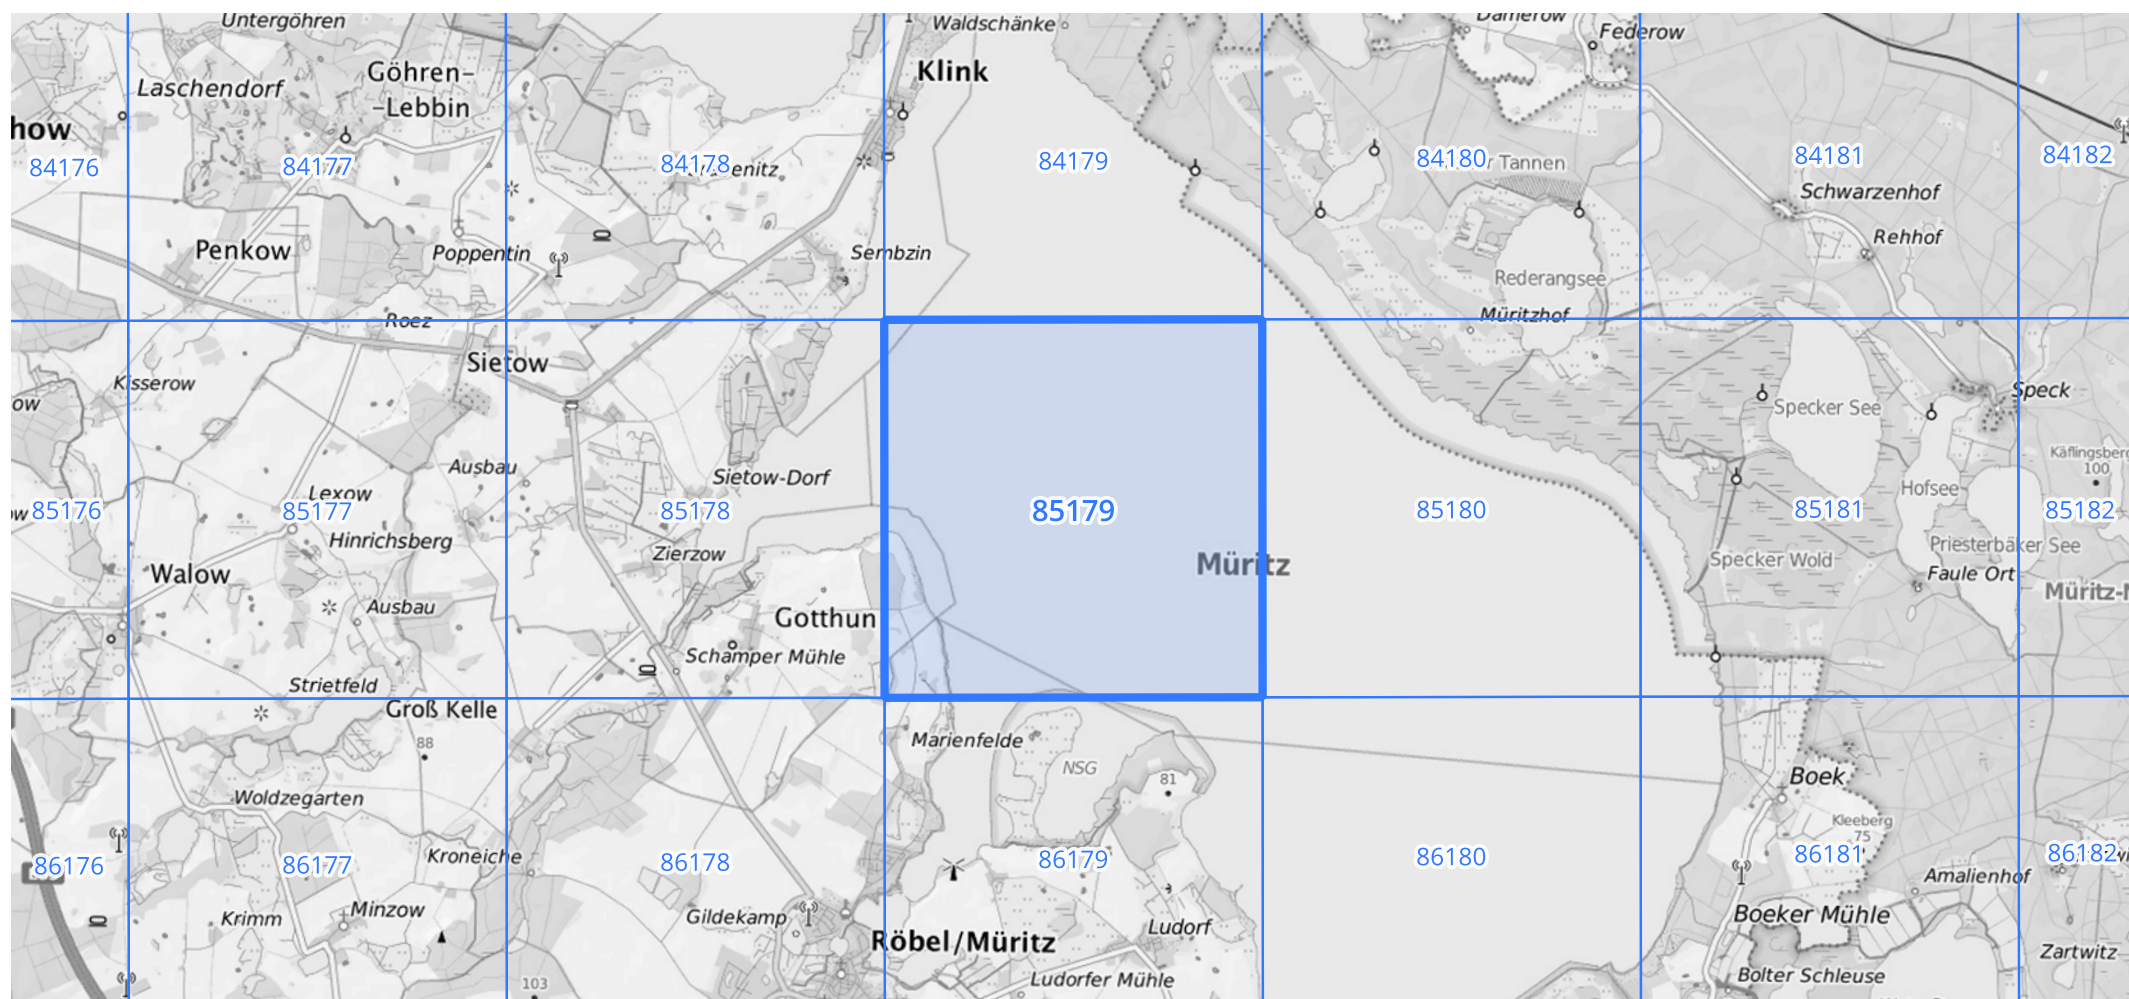 Untergöhren
Waldschänke
Damerow
Federow
Laschendorf
Göhren-
-Lebbin
Klink
how
84176
84177
84178
enitz
84179
84180
r Tannen
84181
84182
Schwarzenhof
Penkow
Poppentin
Sembzin
Rehhof
Rederangsee
Roez
Müritzhof
Sietow
Kisserow
ow
Speck
Specker See
Ausbau
Sietow-Dorf
Käflingsberg
100
Lexow
Hofsee
ow
85176
85177
85178
85179
85180
85181
85182
Hinrichsberg
Zierzow
Priesterbäker See
Walow
Müritz
Specker Wold
Faule Ort
Ausbau
Gotthun
Müritz-N
Schamper Mühle
Strietfeld
Groß Kelle
88
Marienfelde
NSG
81
Boek
Woldzegarten
Kleeberg
75
Kroneiche
86176
86177
86178
86179
86180
86181
86182
Amalienhof
Krimm
Minzow
Gildekamp
Röbel/Müritz
Ludorf
Boeker Mühle
Zartwitz
103
Ludorfer Mühle
Bolter Schleuse